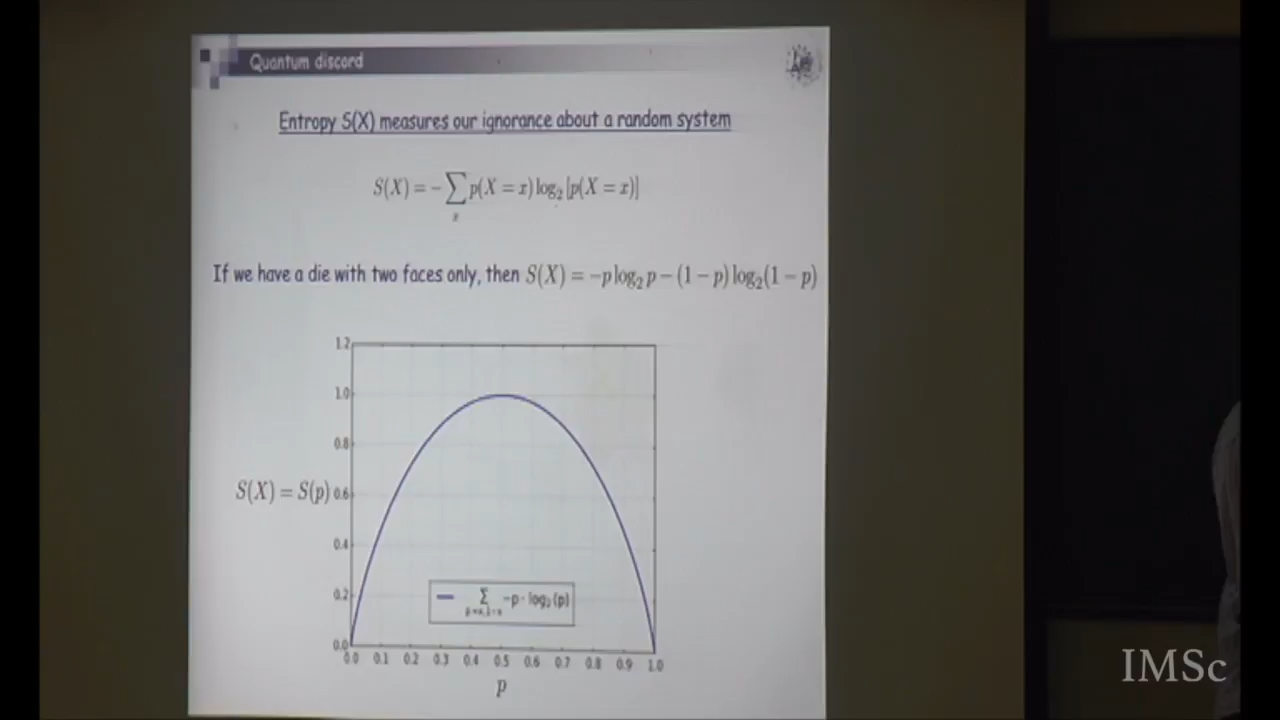 Quantum discord
Entropy S(X) measures our ignorance about a random system
S(X) = − ∑ p(X = x) log₂ [p(X = x)]
x
If we have a die with two faces only, then S(X) = −p log₂ p − (1 − p) log₂(1 − p)
1.2
1.0
0.8
S(X) = S(p) 0.6
0.4
0.2
∑ −p · log₂(p)
0.0
0.0 0.1 0.2 0.3 0.4 0.5 0.6 0.7 0.8 0.9 1.0
p
IMSc